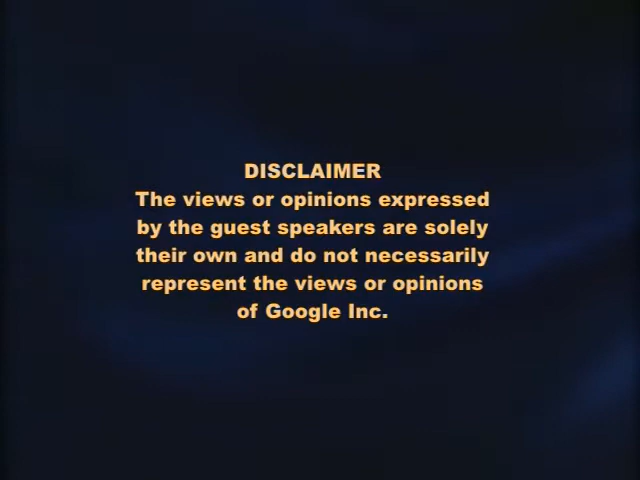 DISCLAIMER
The views or opinions expressed
by the guest speakers are solely
their own and do not necessarily
represent the views or opinions
of Google Inc.